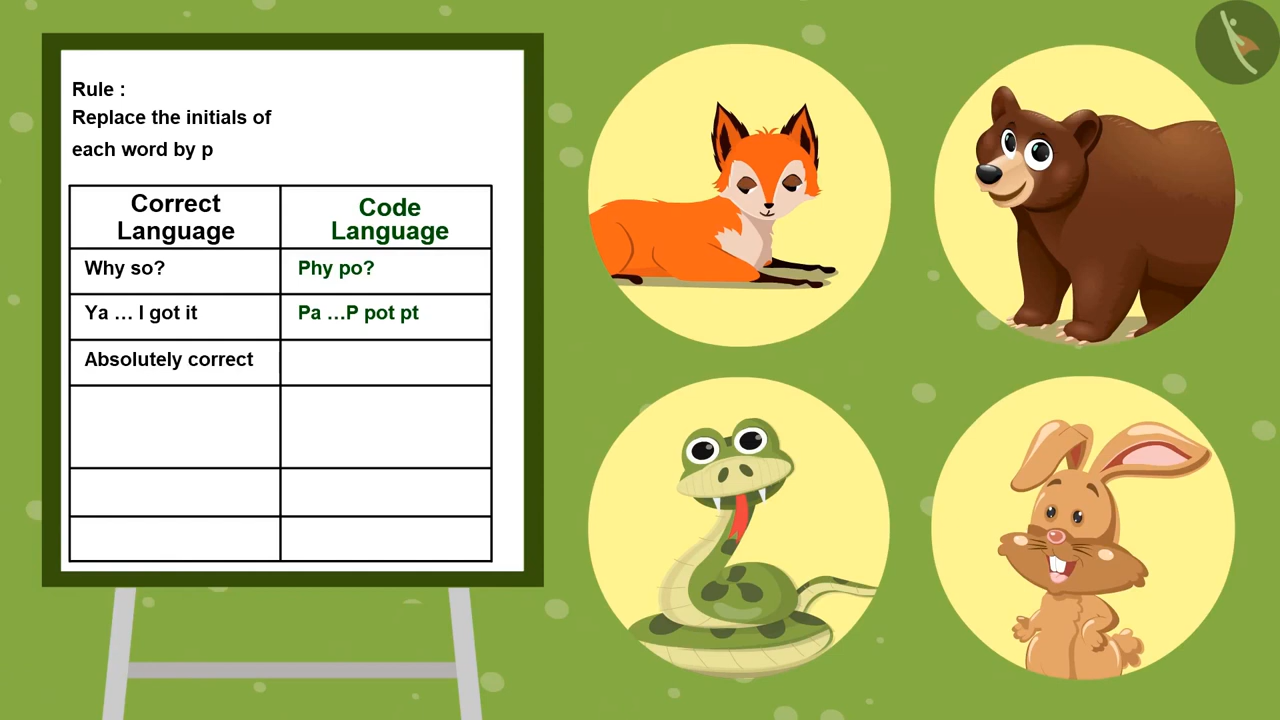 Rule :
Replace the initials of
each word by p
Correct Language
Code Language
Why so?
Phy po?
Ya ... I got it
Pa ...P pot pt
Absolutely correct